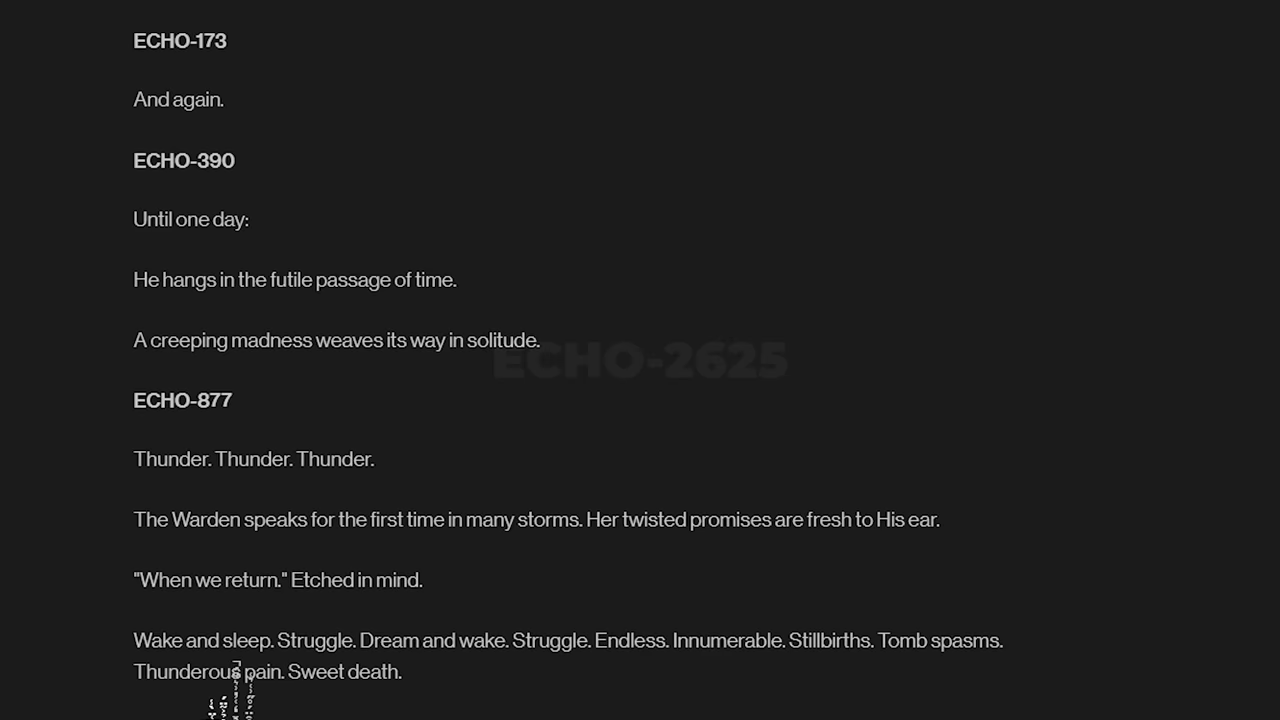 ECHO-173
And again.
ECHO-390
Until one day:
He hangs in the futile passage of time.
A creeping madness weaves its way in solitude.
ECHO-2625
ECHO-877
Thunder. Thunder. Thunder.
The Warden speaks for the first time in many storms. Her twisted promises are fresh to His ear.
"When we return." Etched in mind.
Wake and sleep. Struggle. Dream and wake. Struggle. Endless. Innumerable. Stillbirths. Tomb spasms.
Thunderous pain. Sweet death.